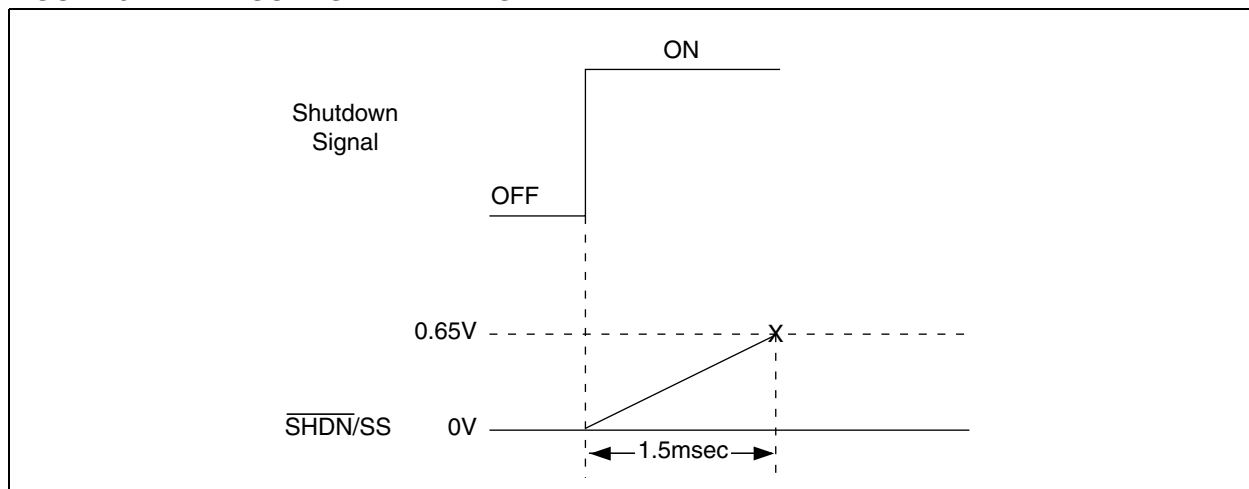 ON
Shutdown
Signal
OFF
0.65V
X
SHDN/SS 0V
1.5msec